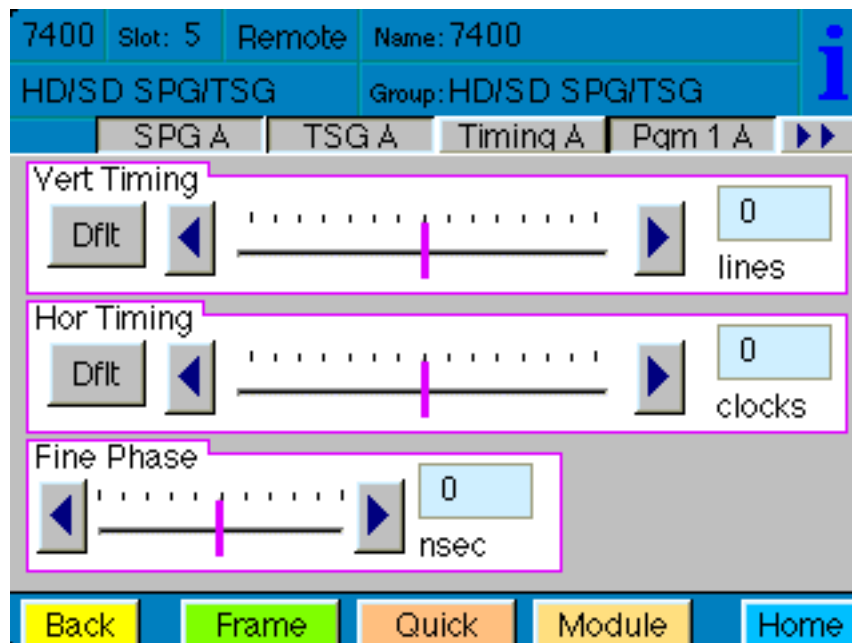 7400 Slot: 5 Remote Name: 7400
HD/SD SPG/TSG Group: HD/SD SPG/TSG
i
SPG A TSG A Timing A Pgm 1 A
Vert Timing
Dflt 0
lines
Hor Timing
Dflt 0
clocks
Fine Phase
0
nsec
Back Frame Quick Module Home